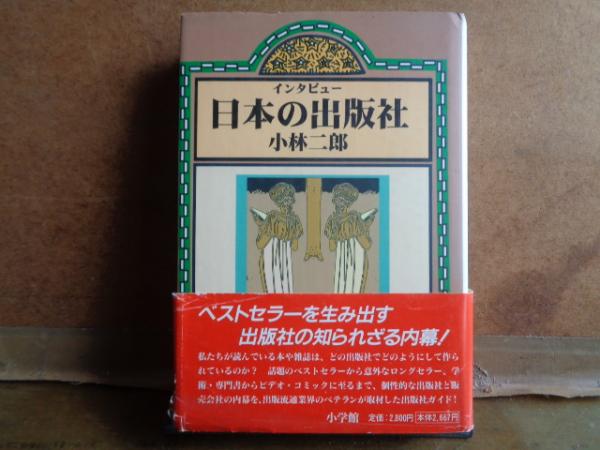 インタビュー
日本の出版社
小林二郎
ベストセラーを生み出す
出版社の知られざる内幕!
私たちが読んでいる本や雑誌は、どの出版社でどのようにして作ら
れているのか? 話題のベストセラーから意外なロングセラー、学
術・専門書からビデオ・コミックに至るまで、個性的な出版社と販
売会社の内幕を、出版流通業界のベテランが取材した出版社ガイド!
小学館 定価:2,800円 本体2,667円